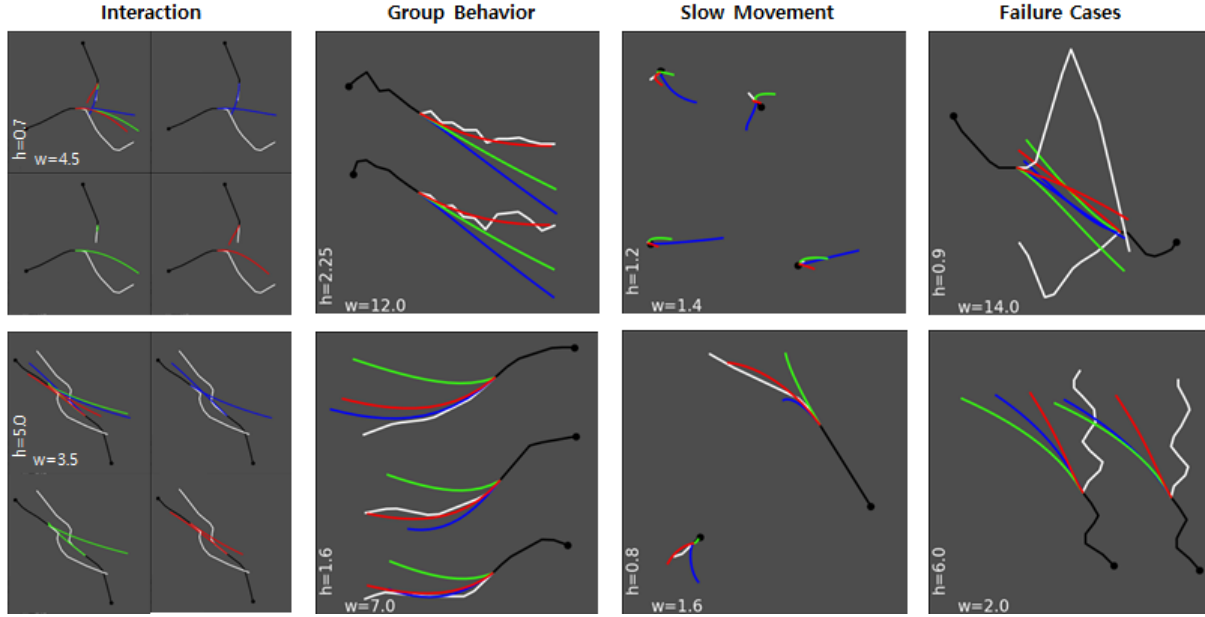 Interaction
Group Behavior
Slow Movement
Failure Cases
h=0.7
w=4.5
h=2.25
w=12.0
h=1.2
w=1.4
h=0.9
w=14.0
h=5.0
w=3.5
h=1.6
w=7.0
h=0.8
w=1.6
h=6.0
w=2.0